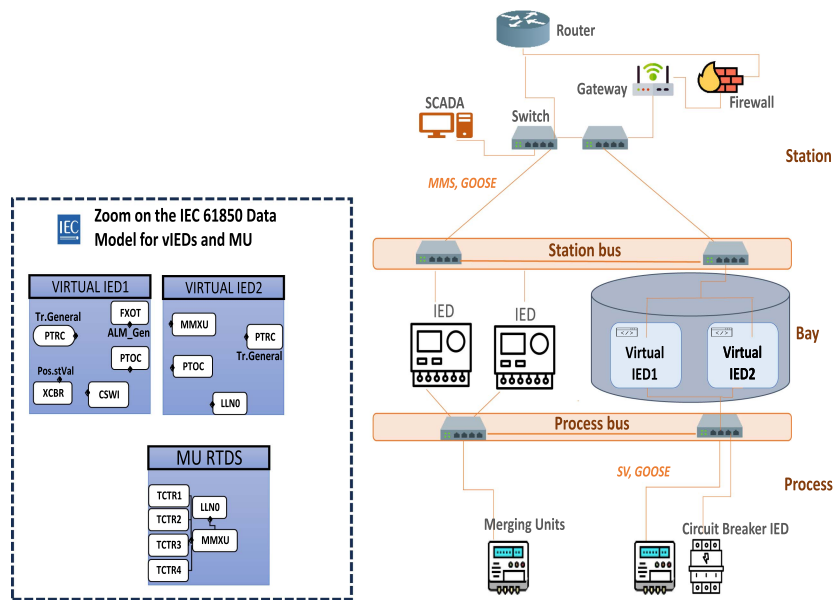 Router
Gateway
Firewall
SCADA
Switch
Station
MMS, GOOSE
IEC
Zoom on the IEC 61850 Data
Model for vIEDs and MU
Station bus
VIRTUAL IED1
VIRTUAL IED2
Tr.General
FXOT
ALM_Gen
PTRC
PTOC
Pos.stVal
XCBR
CSWI
MMXU
PTRC
Tr.General
PTOC
LLN0
IED
IED
</>
</>
Virtual
IED1
Virtual
IED2
Bay
Process bus
MU RTDS
TCTR1
TCTR2
TCTR3
TCTR4
LLN0
MMXU
SV, GOOSE
Process
Merging Units
Circuit Breaker IED